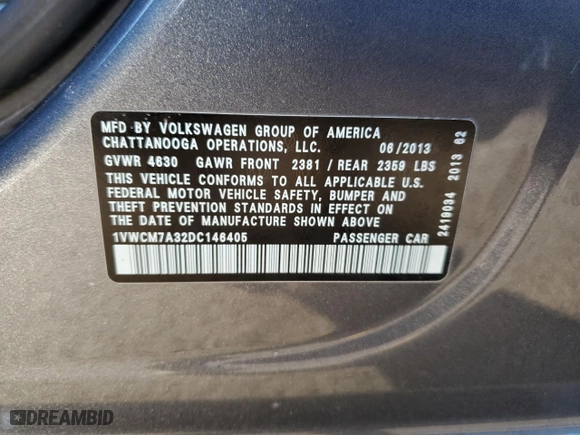 MFD BY VOLKSWAGEN GROUP OF AMERICA
CHATTANOOGA OPERATIONS, LLC. 06/2013
GVWR 4630 GAWR FRONT 2381 / REAR 2359 LBS
THIS VEHICLE CONFORMS TO ALL APPLICABLE U.S.
FEDERAL MOTOR VEHICLE SAFETY, BUMPER AND
THEFT PREVENTION STANDARDS IN EFFECT ON
THE DATE OF MANUFACTURE SHOWN ABOVE
1VWCM7A32DC146405 PASSENGER CAR
2419034 2013 62
DREAMBID